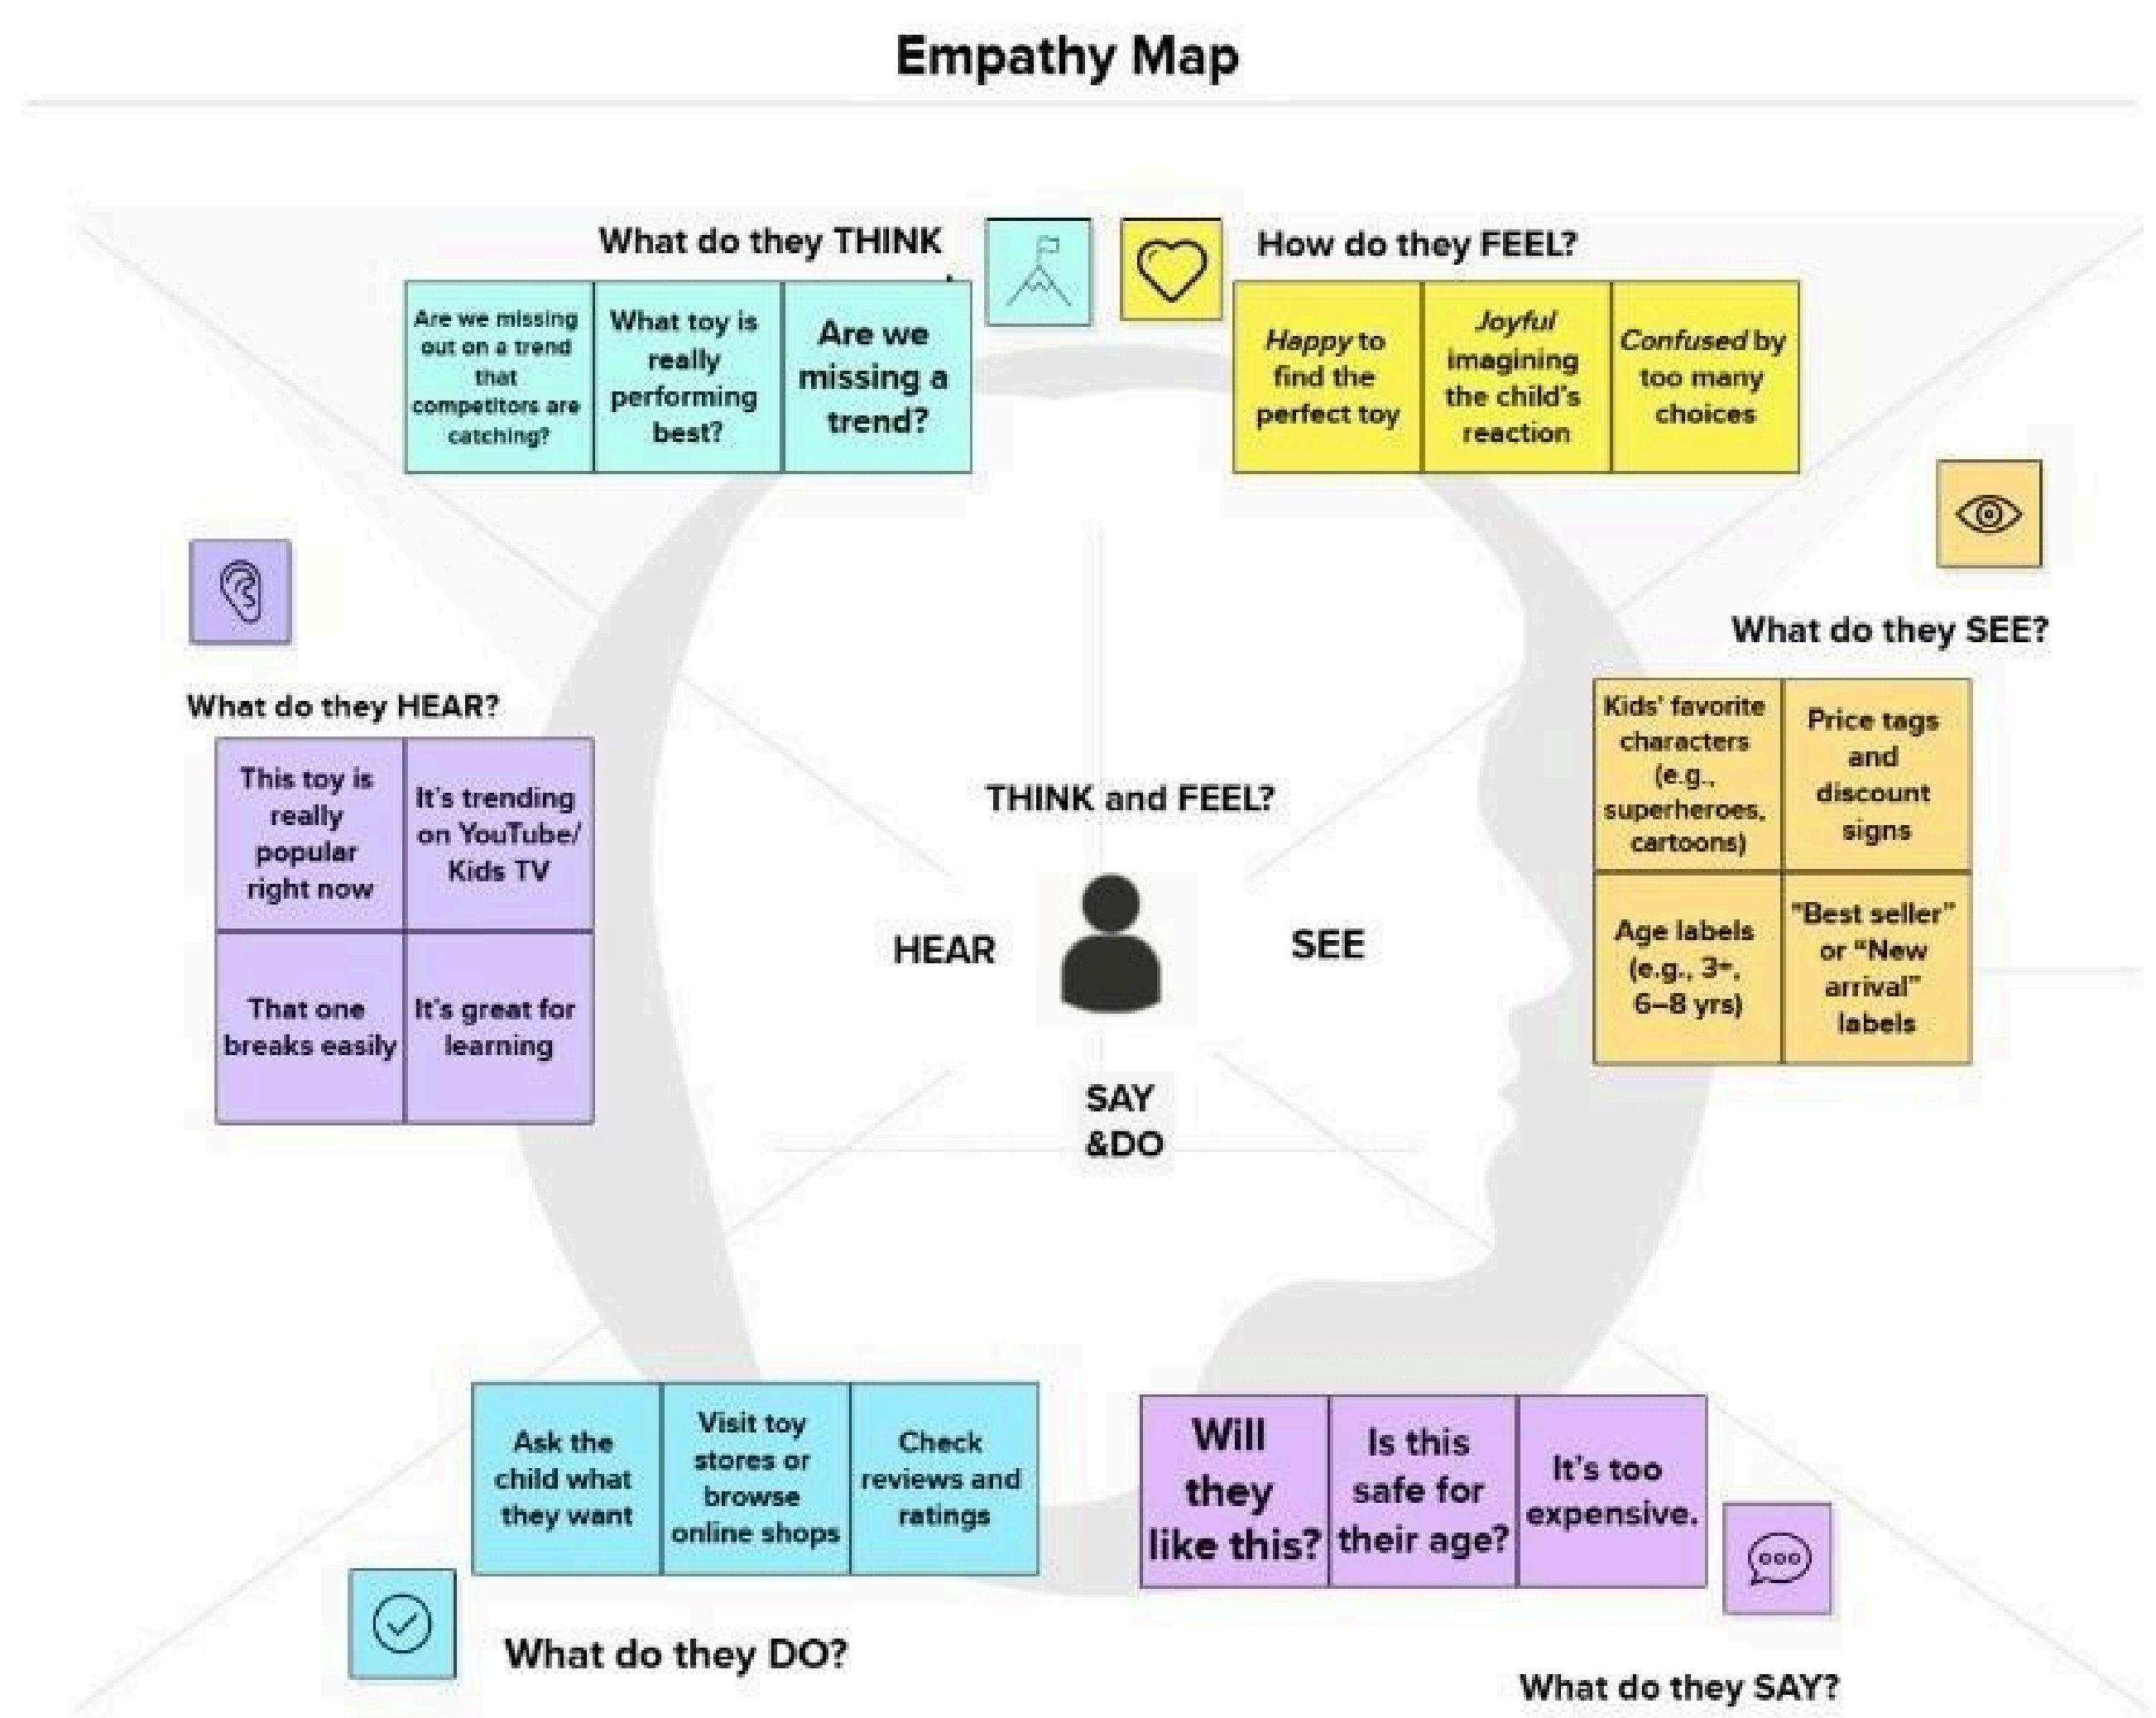 Empathy Map
What do they THINK
Are we missing
out on a trend
that
competitors are
catching?
What toy is
really
performing
best?
Are we
missing a
trend?
How do they FEEL?
Happy to
find the
perfect toy
Joyful
imagining
the child's
reaction
Confused by
too many
choices
What do they HEAR?
This toy is
really
popular
right now
It's trending
on YouTube/
Kids TV
That one
breaks easily
It's great for
learning
THINK and FEEL?
HEAR
SEE
SAY
&DO
What do they SEE?
Kids' favorite
characters
(e.g.,
superheroes,
cartoons)
Price tags
and
discount
signs
Age labels
(e.g., 3+,
6–8 yrs)
"Best seller"
or "New
arrival"
labels
Ask the
child what
they want
Visit toy
stores or
browse
online shops
Check
reviews and
ratings
What do they DO?
Will
they
like this?
Is this
safe for
their age?
It's too
expensive.
What do they SAY?